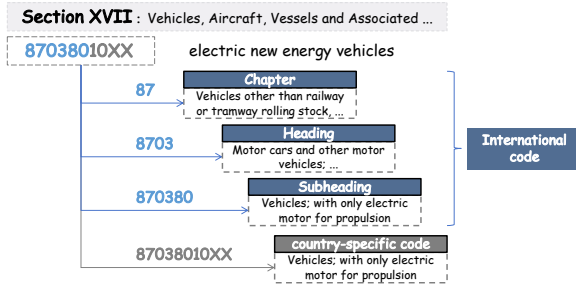 Section XVII : Vehicles, Aircraft, Vessels and Associated ...
87038010XX electric new energy vehicles
87 Chapter
Vehicles other than railway
or tramway rolling stock, ...
8703 Heading
Motor cars and other motor
vehicles; ...
International
code
870380 Subheading
Vehicles; with only electric
motor for propulsion
87038010XX country-specific code
Vehicles; with only electric
motor for propulsion